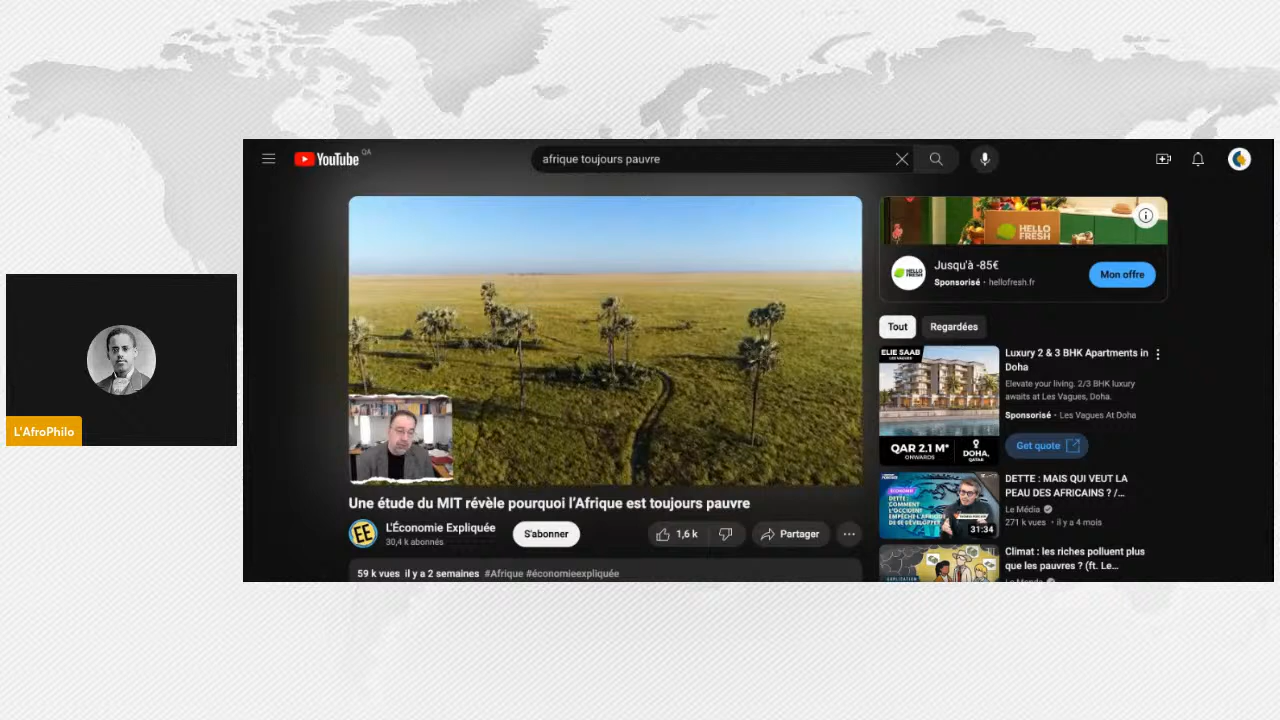 YouTube QA
afrique toujours pauvre
HELLO
FRESH
HELLO
FRESH
Jusqu'à -85€
Sponsorisé · hellofresh.fr
Mon offre
Tout
Regardées
ELIE SAAB
LES VAGUES
QAR 2.1 M*
ONWARDS
DOHA,
QATAR
Luxury 2 & 3 BHK Apartments in
Doha
Elevate your living. 2/3 BHK luxury
awaits at Les Vagues, Doha.
Sponsorisé · Les Vagues At Doha
Get quote
L'AfroPhilo
Une étude du MIT révèle pourquoi l'Afrique est toujours pauvre
EE
L'Économie Expliquée
30,4 k abonnés
S'abonner
1,6 k
Partager
59 k vues il y a 2 semaines #Afrique #économieexpliquée
ÉCONOMIE
DETTE:
COMMENT
L'OCCIDENT
EMPÊCHE L'AFRIQUE
DE SE DÉVELOPPER
31:34
DETTE : MAIS QUI VEUT LA
PEAU DES AFRICAINS ? /...
Le Média
271 k vues · il y a 4 mois
EXPLICATION
Climat : les riches polluent plus
que les pauvres ? (ft. Le...
Le Monde